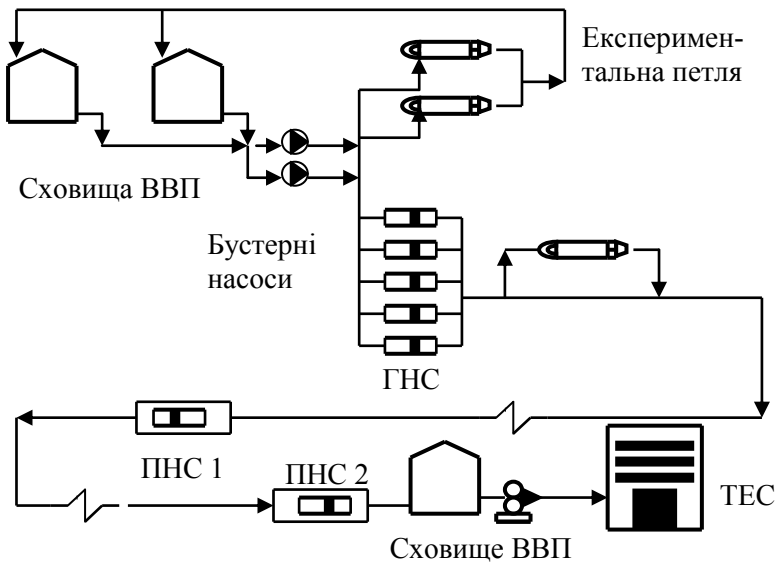 Експеримен-
тальна петля
Сховища ВВП
Бустерні
насоси
ГНС
ПНС 1
ПНС 2
ТЕС
Сховище ВВП